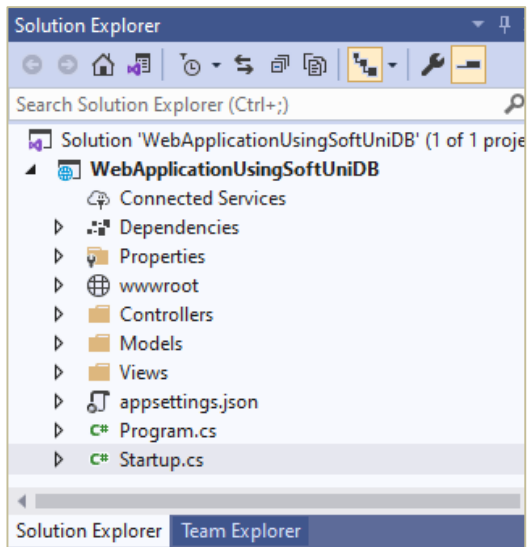 Solution Explorer
Search Solution Explorer (Ctrl+;)
Solution 'WebApplicationUsingSoftUniDB' (1 of 1 proje
WebApplicationUsingSoftUniDB
Connected Services
Dependencies
Properties
wwwroot
Controllers
Models
Views
appsettings.json
C# Program.cs
C# Startup.cs
Solution Explorer Team Explorer